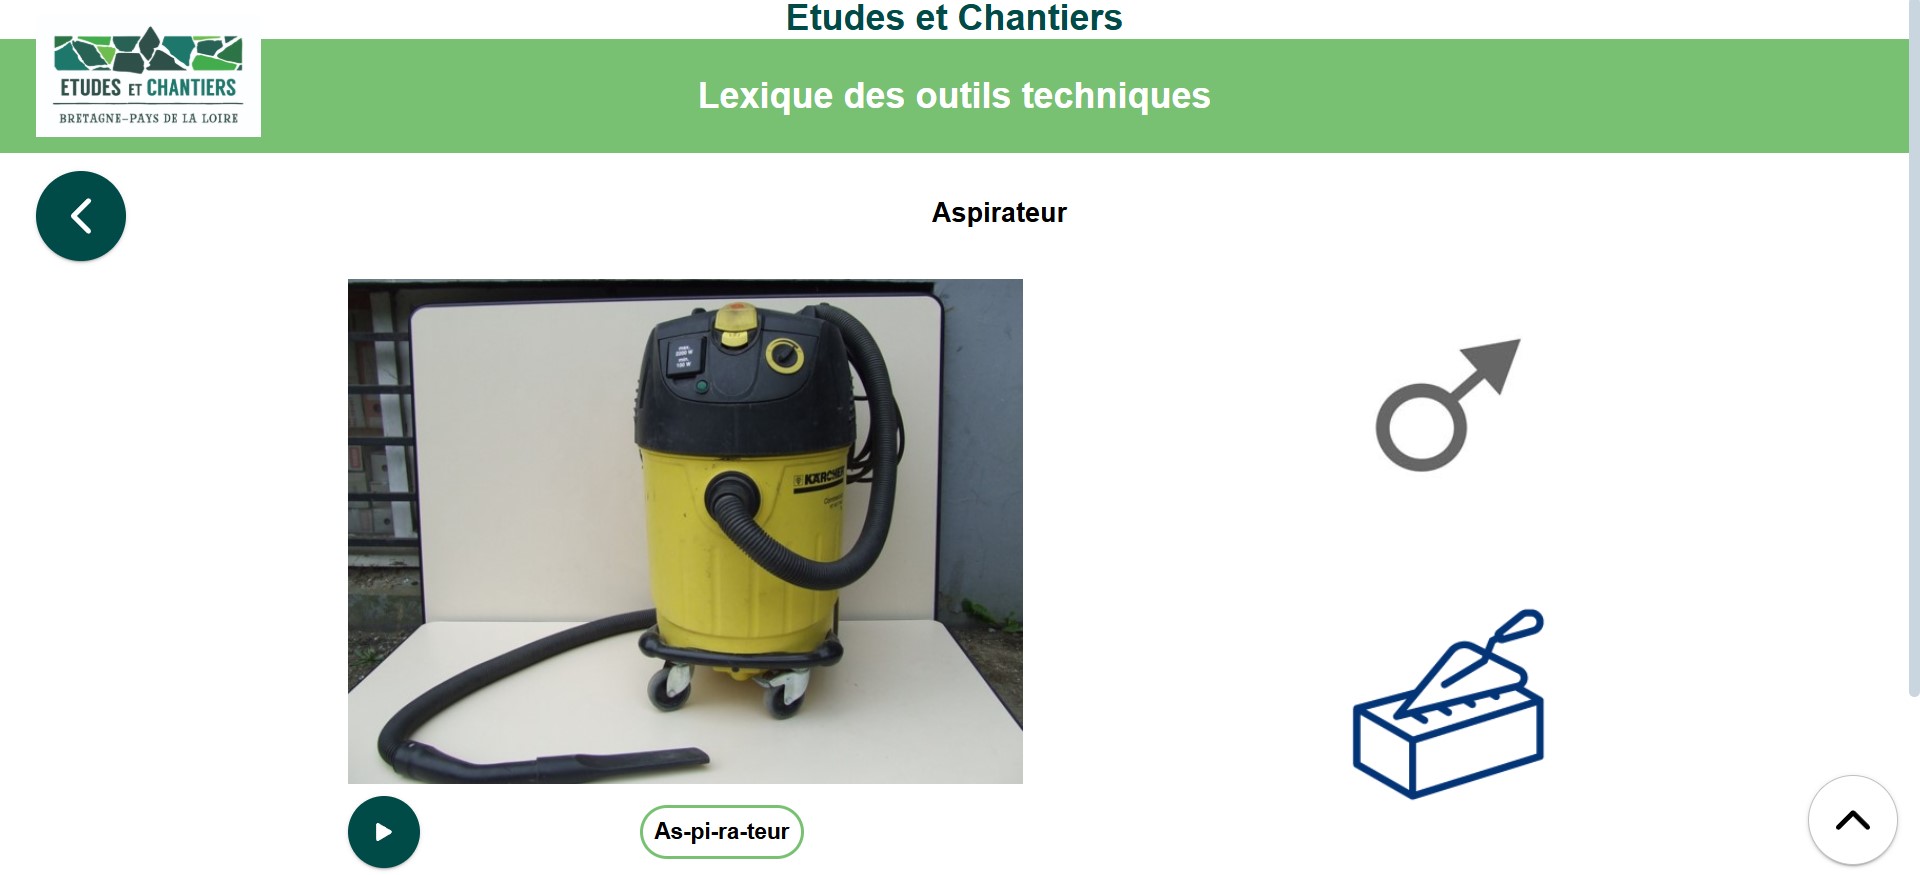 Etudes et Chantiers
ETUDES ET CHANTIERS
BRETAGNE-PAYS DE LA LOIRE
Lexique des outils techniques
Aspirateur
KÄRCHER
As-pi-ra-teur